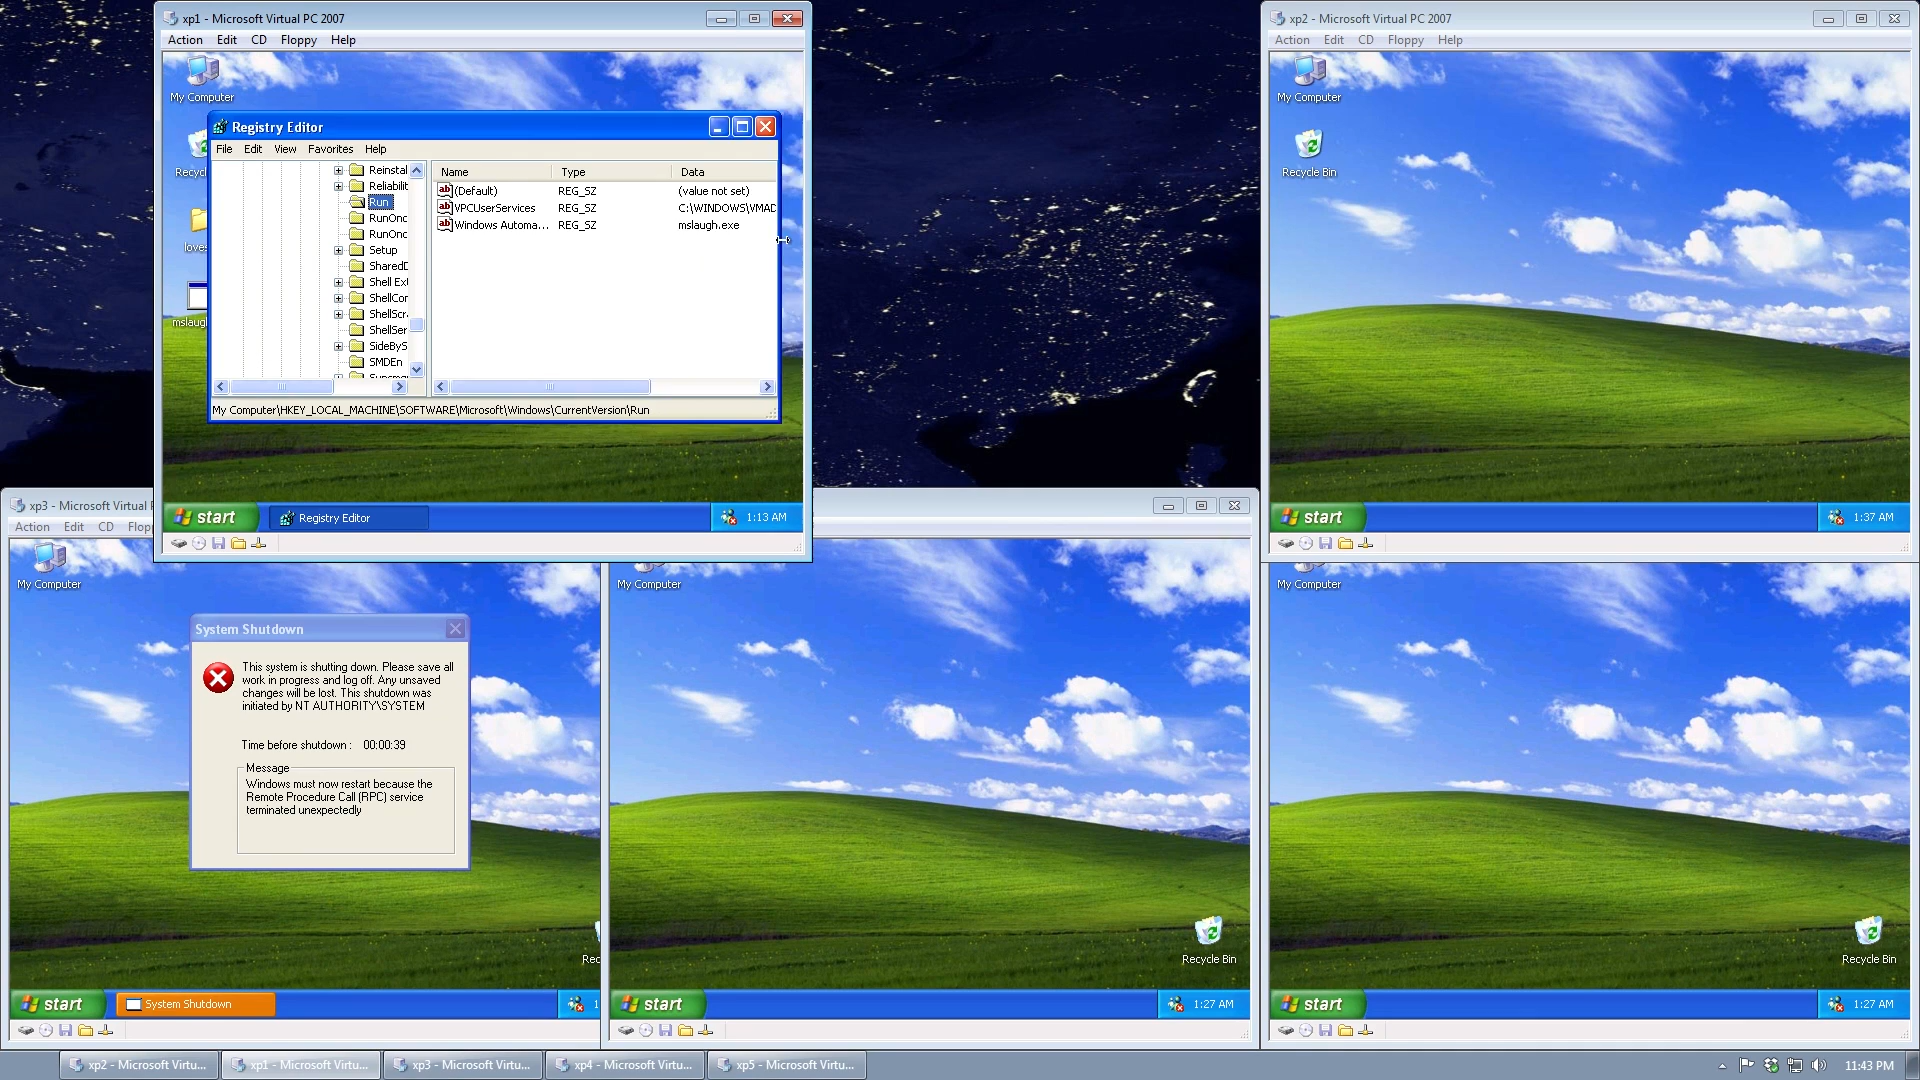 xp1 - Microsoft Virtual PC 2007
Action Edit CD Floppy Help
My Computer
Recycle
loves
mslaugh
Registry Editor
File Edit View Favorites Help
Reinstal
Reliabilit
Run
RunOnc
RunOnc
Setup
SharedD
Shell Ext
ShellCor
ShellScr
ShellSer
SideByS
SMDEn
Name Type Data
(Default) REG_SZ (value not set)
VPCUserServices REG_SZ C:\WINDOWS\VMAD
Windows Automa... REG_SZ mslaugh.exe
My Computer\HKEY_LOCAL_MACHINE\SOFTWARE\Microsoft\Windows\CurrentVersion\Run
start Registry Editor 1:13 AM
xp2 - Microsoft Virtual PC 2007
Action Edit CD Floppy Help
My Computer
Recycle Bin
start 1:37 AM
xp3 - Microsoft Virtual P
Action Edit CD Flopp
My Computer
System Shutdown
This system is shutting down. Please save all
work in progress and log off. Any unsaved
changes will be lost. This shutdown was
initiated by NT AUTHORITY\SYSTEM
Time before shutdown : 00:00:39
Message
Windows must now restart because the
Remote Procedure Call (RPC) service
terminated unexpectedly
Rec
start System Shutdown 1
My Computer
Recycle Bin
start 1:27 AM
My Computer
Recycle Bin
start 1:27 AM
xp2 - Microsoft Virtu... xp1 - Microsoft Virtu... xp3 - Microsoft Virtu... xp4 - Microsoft Virtu... xp5 - Microsoft Virtu... 11:43 PM